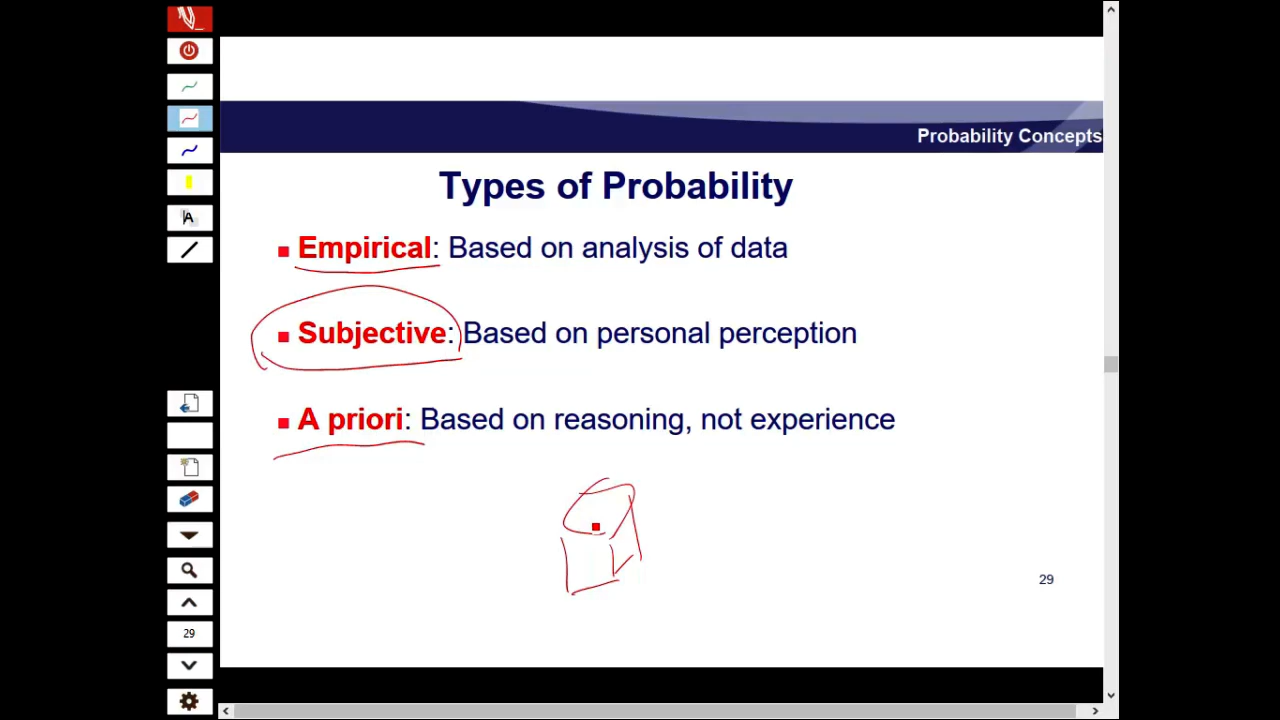 Probability Concepts
Types of Probability
Empirical: Based on analysis of data
Subjective: Based on personal perception
A priori: Based on reasoning, not experience
29
A
29